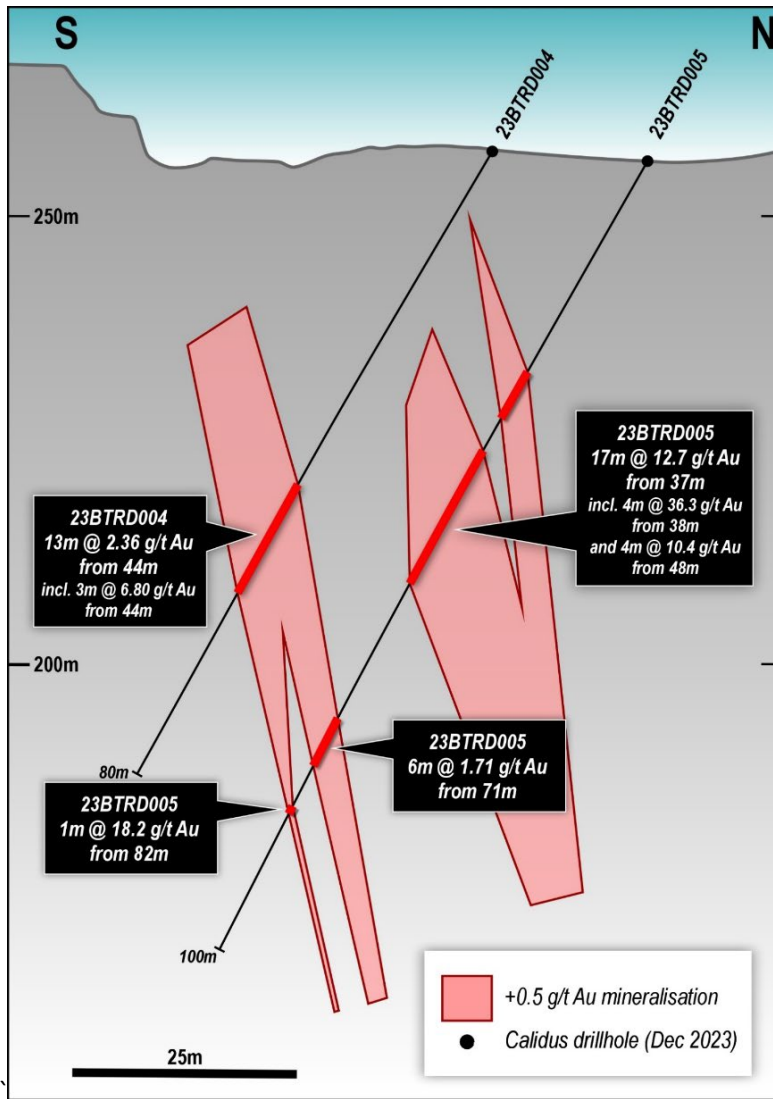 S
N
23BTRD004
23BTRD005
250m
23BTRD005
17m @ 12.7 g/t Au
from 37m
incl. 4m @ 36.3 g/t Au
from 38m
and 4m @ 10.4 g/t Au
from 48m
23BTRD004
13m @ 2.36 g/t Au
from 44m
incl. 3m @ 6.80 g/t Au
from 44m
200m
23BTRD005
6m @ 1.71 g/t Au
from 71m
80m
23BTRD005
1m @ 18.2 g/t Au
from 82m
100m
+0.5 g/t Au mineralisation
Calidus drillhole (Dec 2023)
25m
`